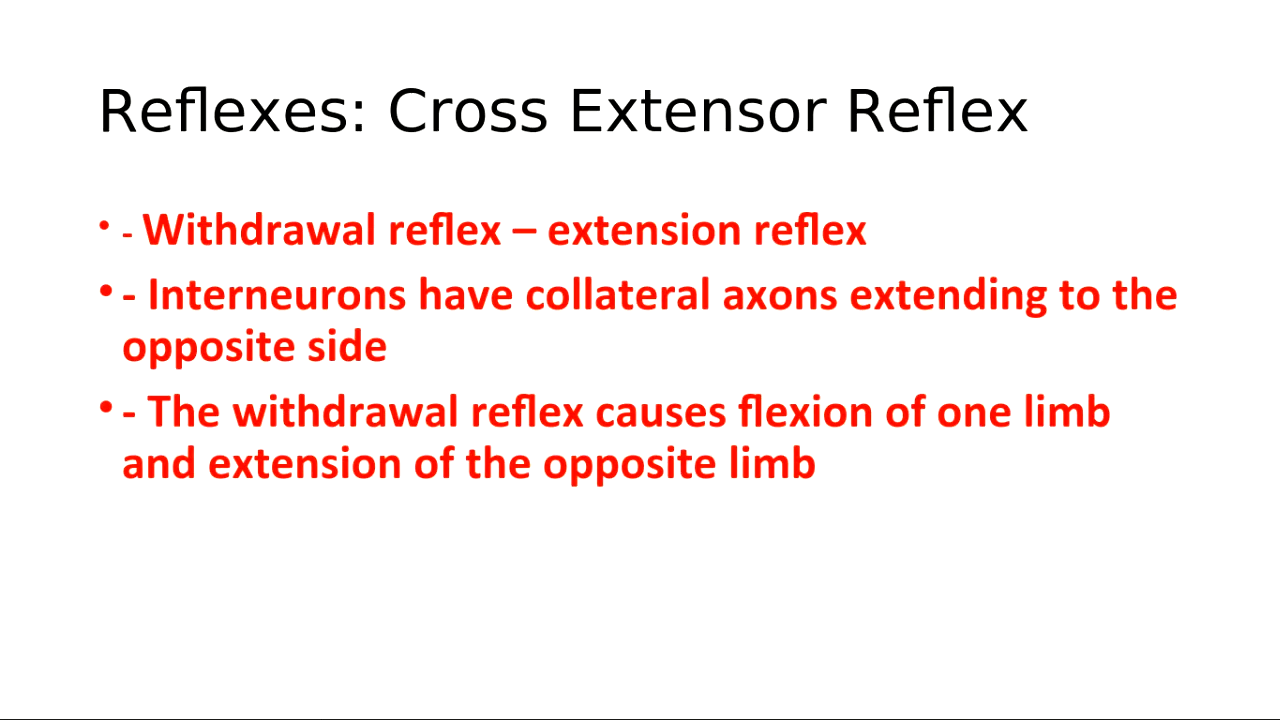 Reflexes: Cross Extensor Reflex
• - Withdrawal reflex – extension reflex
• - Interneurons have collateral axons extending to the
opposite side
• - The withdrawal reflex causes flexion of one limb
and extension of the opposite limb